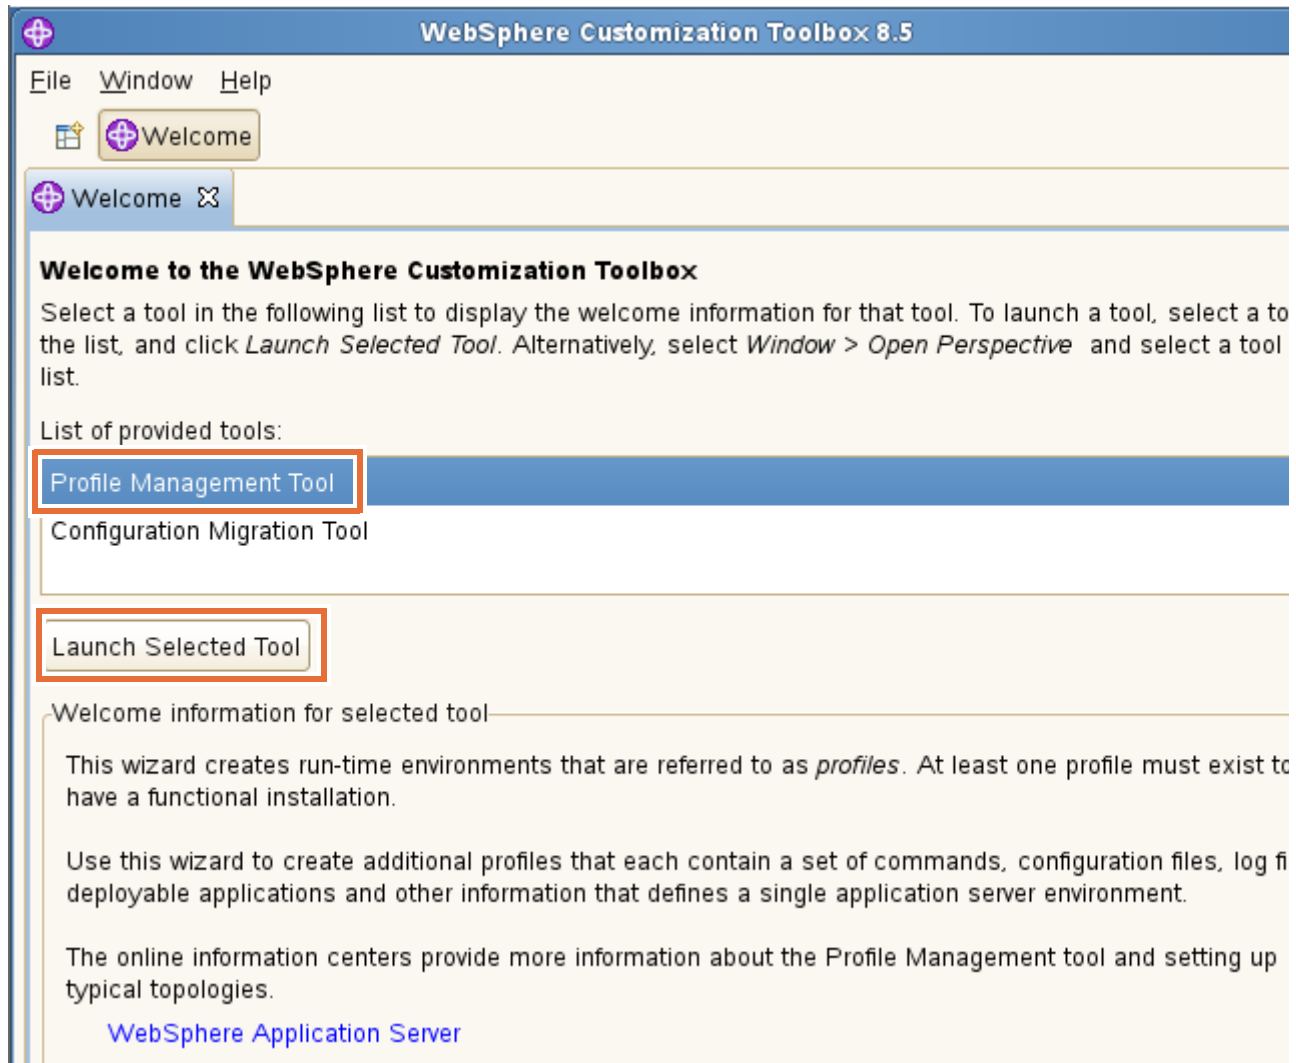 WebSphere Customization Toolbox 8.5
File Window Help
Welcome
Welcome
Welcome to the WebSphere Customization Toolbox
Select a tool in the following list to display the welcome information for that tool. To launch a tool, select a to
the list, and click Launch Selected Tool. Alternatively, select Window > Open Perspective and select a tool
list.
List of provided tools:
Profile Management Tool
Configuration Migration Tool
Launch Selected Tool
Welcome information for selected tool
This wizard creates run-time environments that are referred to as profiles. At least one profile must exist to
have a functional installation.
Use this wizard to create additional profiles that each contain a set of commands, configuration files, log fi
deployable applications and other information that defines a single application server environment.
The online information centers provide more information about the Profile Management tool and setting up
typical topologies.
WebSphere Application Server